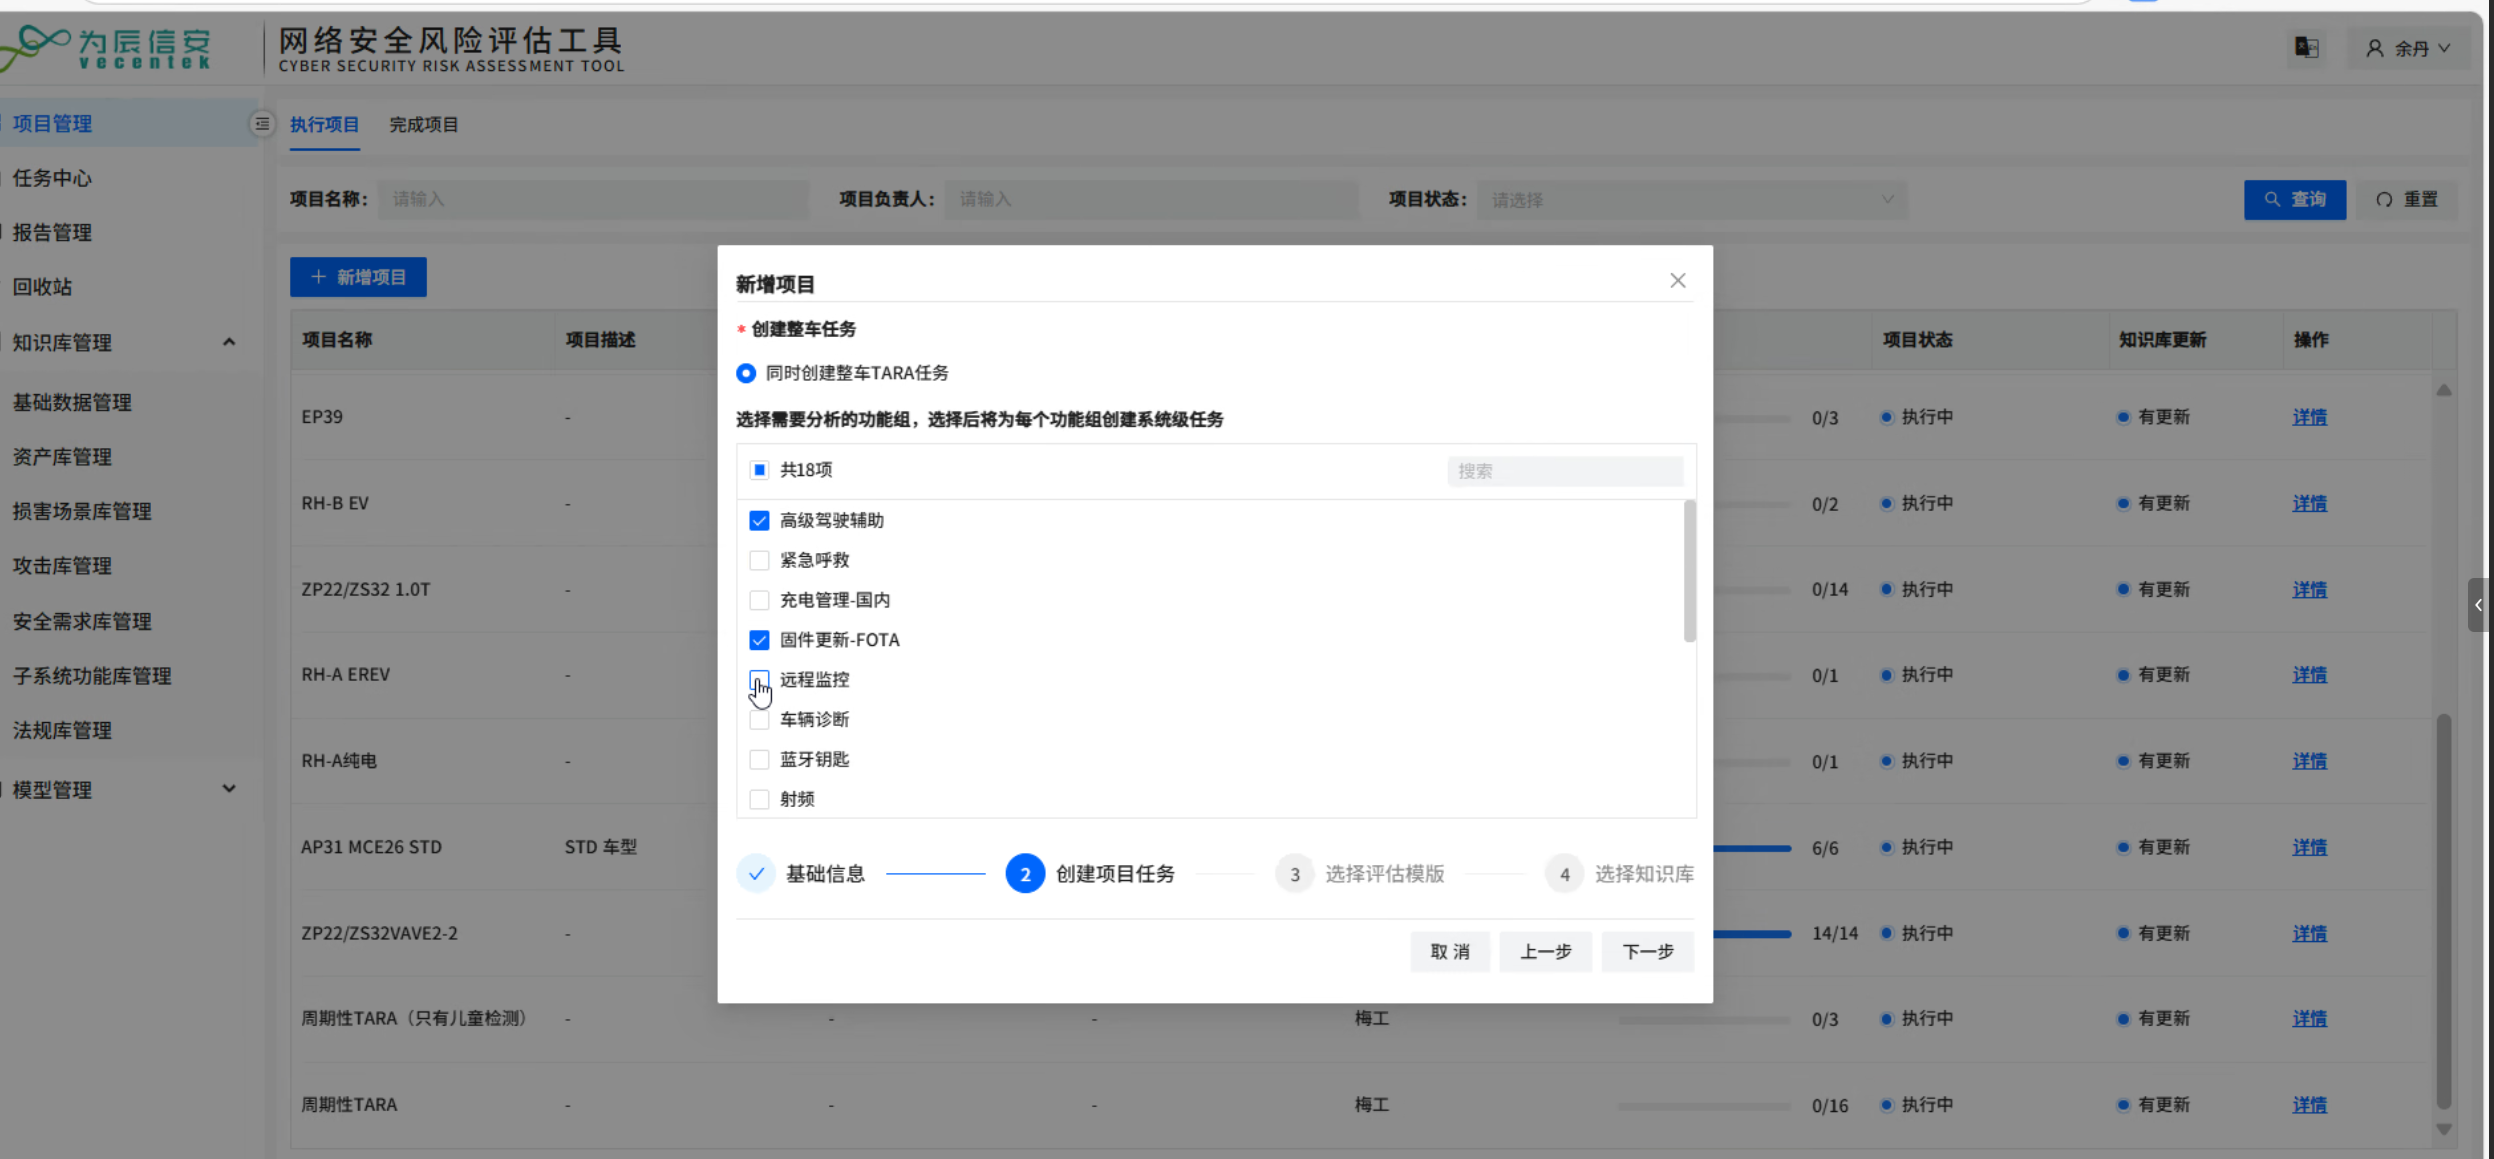 为辰信安
vecentek
网络安全风险评估工具
CYBER SECURITY RISK ASSESSMENT TOOL
余丹
项目管理
任务中心
报告管理
回收站
知识库管理
基础数据管理
资产库管理
损害场景库管理
攻击库管理
安全需求库管理
子系统功能库管理
法规库管理
模型管理
执行项目 完成项目
项目名称： 请输入 项目负责人： 请输入 项目状态： 请选择 查询 重置
新增项目
项目名称 项目描述 项目状态 知识库更新 操作
EP39 - 0/3 执行中 有更新 详情
RH-B EV - 0/2 执行中 有更新 详情
ZP22/ZS32 1.0T - 0/14 执行中 有更新 详情
RH-A EREV - 0/1 执行中 有更新 详情
RH-A纯电 - 0/1 执行中 有更新 详情
AP31 MCE26 STD STD 车型 6/6 执行中 有更新 详情
ZP22/ZS32VAVE2-2 - 14/14 执行中 有更新 详情
周期性TARA（只有儿童检测） - - - 梅工 0/3 执行中 有更新 详情
周期性TARA - - - 梅工 0/16 执行中 有更新 详情
新增项目
* 创建整车任务
同时创建整车TARA任务
选择需要分析的功能组，选择后将为每个功能组创建系统级任务
共18项 搜索
高级驾驶辅助
紧急呼救
充电管理-国内
固件更新-FOTA
远程监控
车辆诊断
蓝牙钥匙
射频
基础信息 2 创建项目任务 3 选择评估模版 4 选择知识库
取 消 上一步 下一步